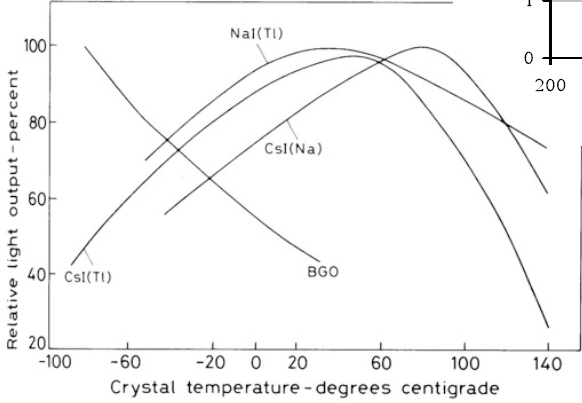 1
0
200
100
80
60
40
20
Relative light output-percent
NaI(Tl)
CsI(Na)
CsI(Tl)
BGO
-100 -60 -20 0 20 60 100 140
Crystal temperature-degrees centigrade